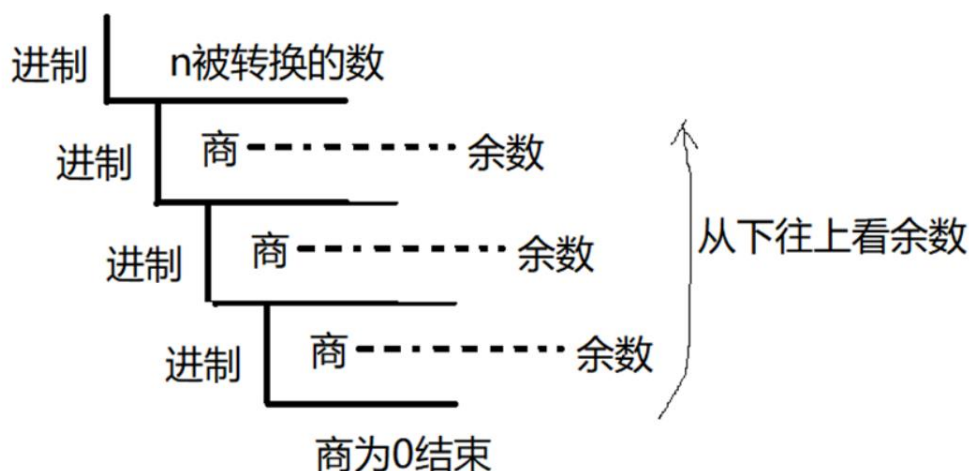 进制 n被转换的数
进制 商 余数
进制 商 余数
从下往上看余数
进制 商 余数
商为0结束